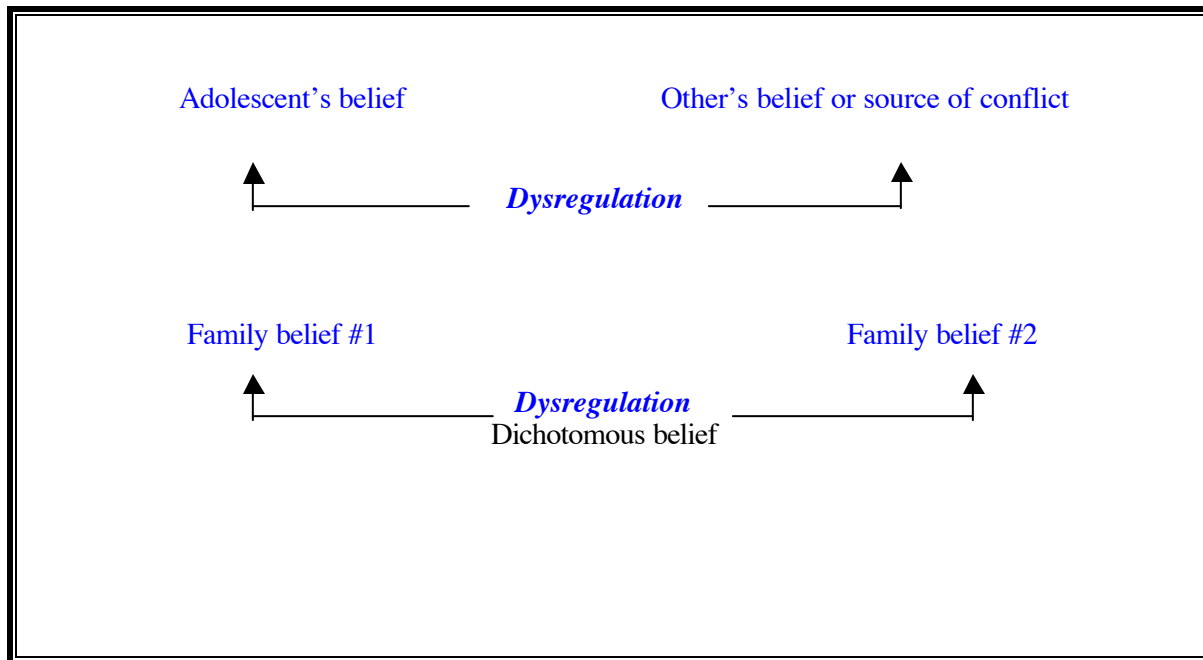 Adolescent’s belief Other’s belief or source of conflict
Dysregulation
Family belief #1 Family belief #2
Dysregulation
Dichotomous belief